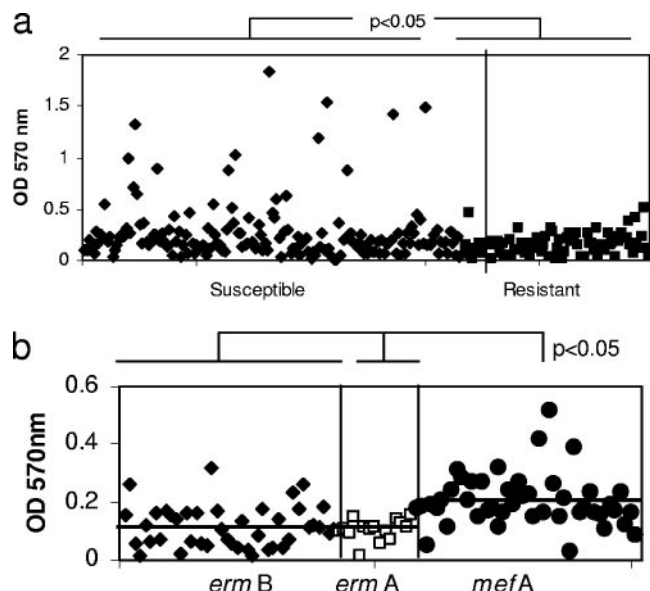 a
p<0.05
2
1.5
1
0.5
0
OD 570 nm
Susceptible Resistant
b
p<0.05
0.6
0.4
0.2
0
OD 570nm
erm B erm A mef A